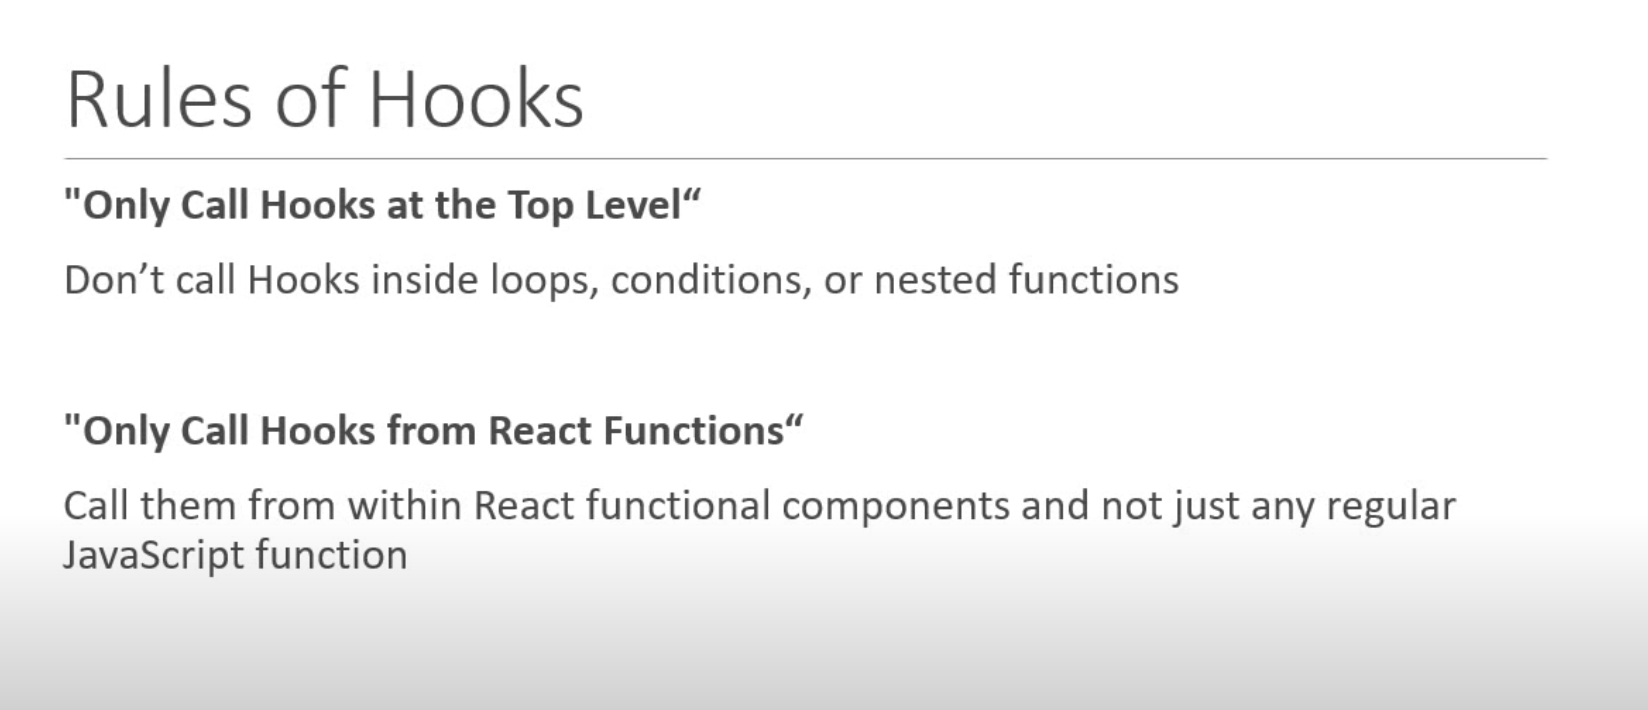 Rules of Hooks
"Only Call Hooks at the Top Level“
Don’t call Hooks inside loops, conditions, or nested functions
"Only Call Hooks from React Functions“
Call them from within React functional components and not just any regular
JavaScript function